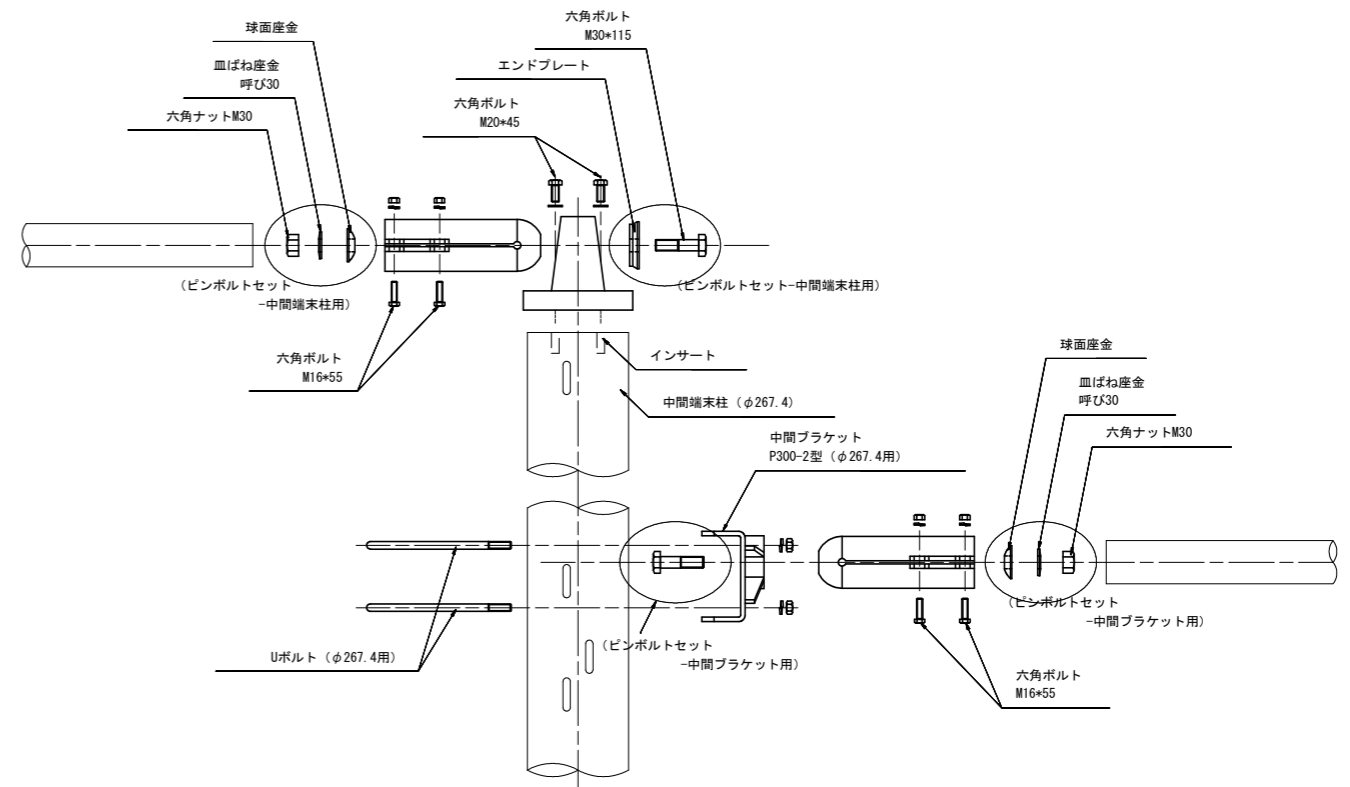 球面座金
皿ばね座金
呼び30
六角ナットM30
六角ボルト
M30*115
エンドプレート
六角ボルト
M20*45
(ピンボルトセット
-中間端末柱用)
(ピンボルトセット-中間端末柱用)
六角ボルト
M16*55
インサート
中間端末柱（φ267.4）
中間ブラケット
P300-2型（φ267.4用）
球面座金
皿ばね座金
呼び30
六角ナットM30
Uボルト（φ267.4用）
(ピンボルトセット
-中間ブラケット用)
(ピンボルトセット
-中間ブラケット用)
六角ボルト
M16*55